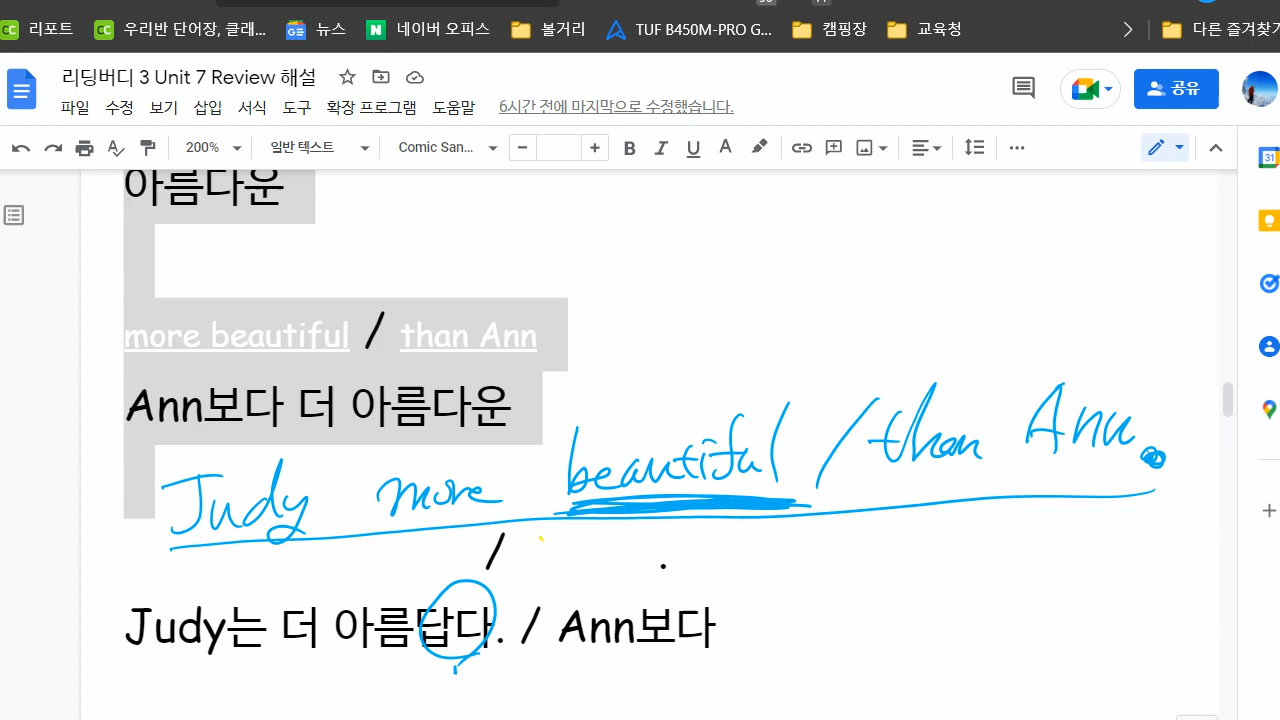 리포트 우리반 단어장, 클래... 뉴스 네이버 오피스 볼거리 TUF B450M-PRO G... 캠핑장 교육청 다른 즐겨찾기
리딩버디 3 Unit 7 Review 해설
파일 수정 보기 삽입 서식 도구 확장 프로그램 도움말 6시간 전에 마지막으로 수정했습니다.
공유
200% 일반 텍스트 Comic San...
아름다운
more beautiful / than Ann
Ann보다 더 아름다운
Judy more beautiful / than Ann.
/ .
Judy는 더 아름답다. / Ann보다